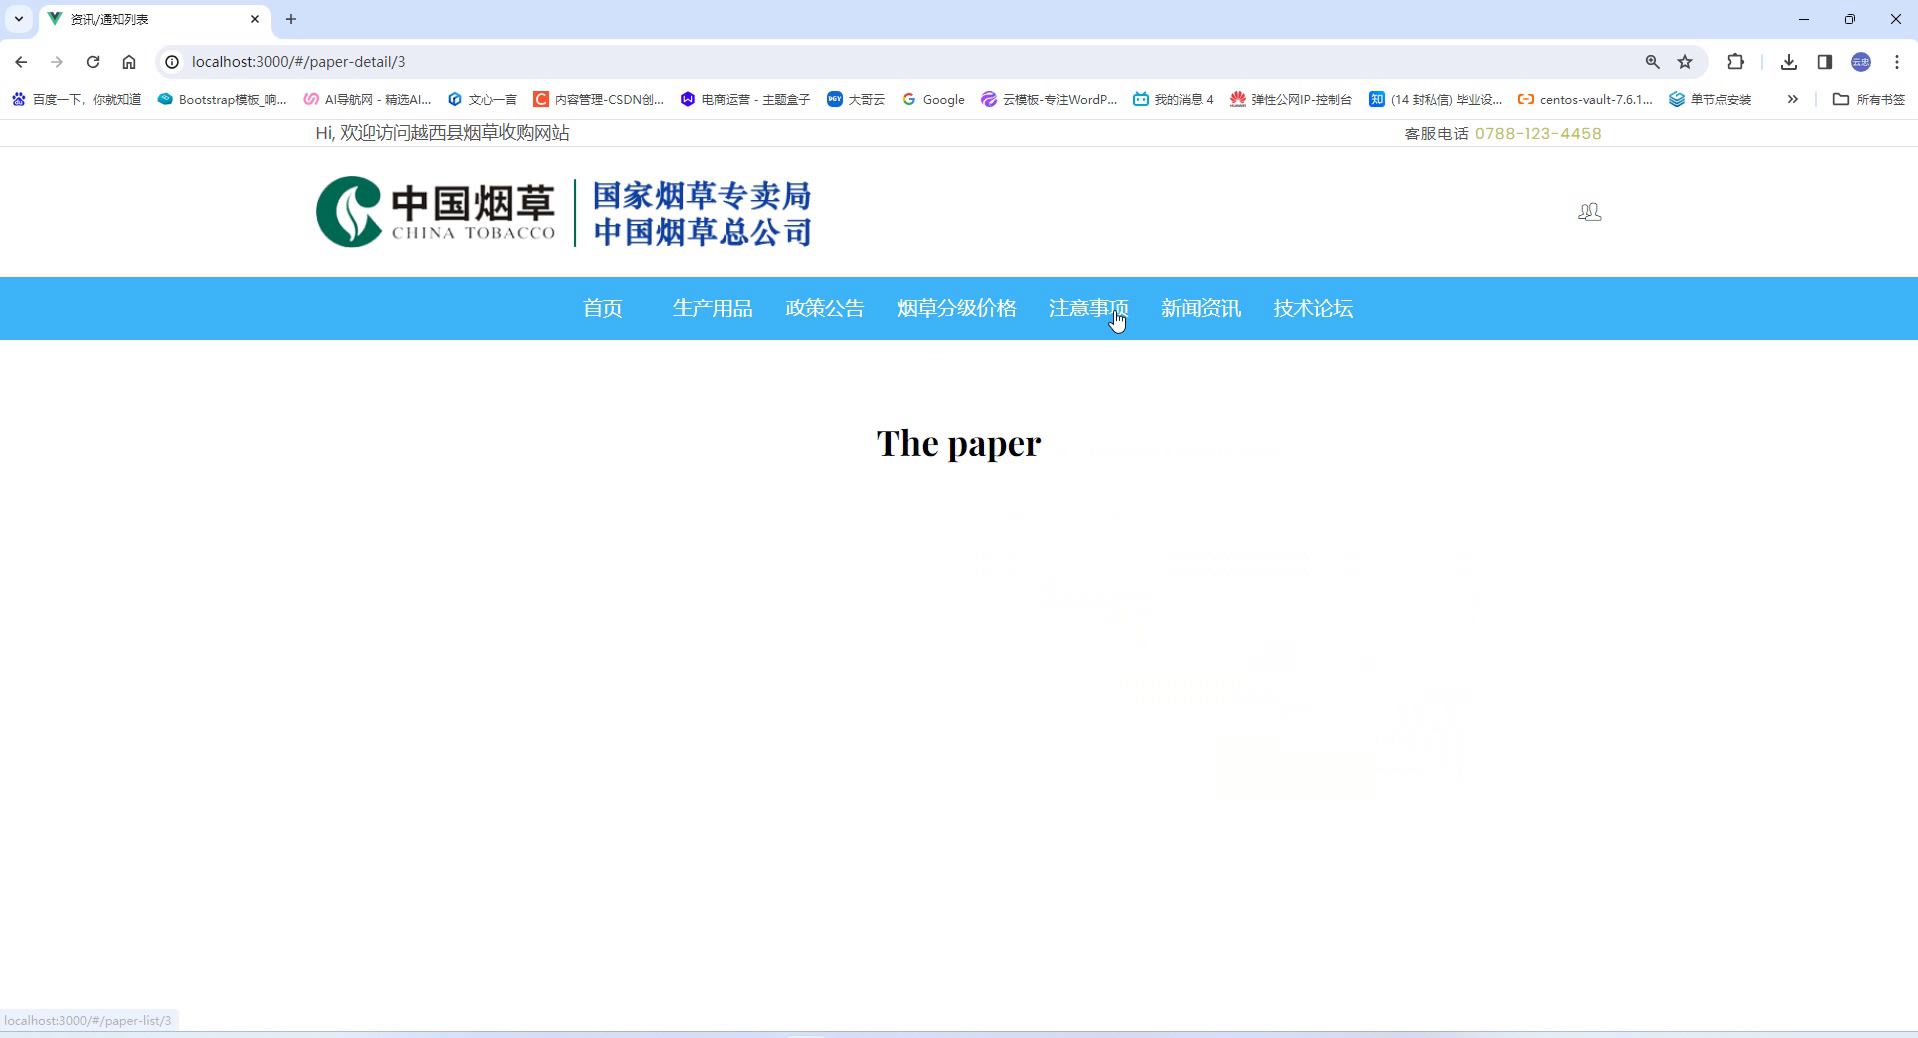 资讯/通知列表
localhost:3000/#/paper-detail/3
百度一下，你就知道 Bootstrap模板_响... AI导航网 - 精选AI... 文心一言 内容管理-CSDN创... 电商运营 - 主题盒子 大哥云 Google 云模板-专注WordP... 我的消息 4 弹性公网IP-控制台 (14 封私信) 毕业设... centos-vault-7.6.1... 单节点安装 » 所有书签
Hi, 欢迎访问越西县烟草收购网站 客服电话 0788-123-4458
中国烟草 CHINA TOBACCO
国家烟草专卖局
中国烟草总公司
首页 生产用品 政策公告 烟草分级价格 注意事项 新闻资讯 技术论坛
The paper
localhost:3000/#/paper-list/3